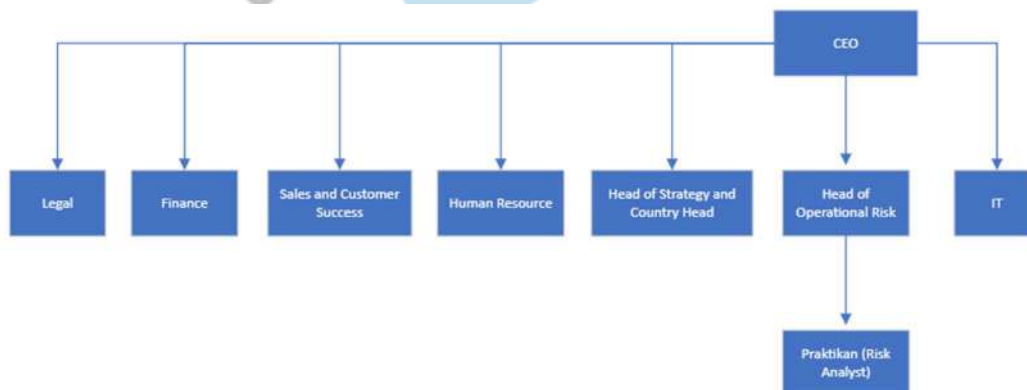 CEO
Legal
Finance
Sales and Customer
Success
Human Resource
Head of Strategy and
Country Head
Head of
Operational Risk
IT
Praktikan (Risk
Analyst)